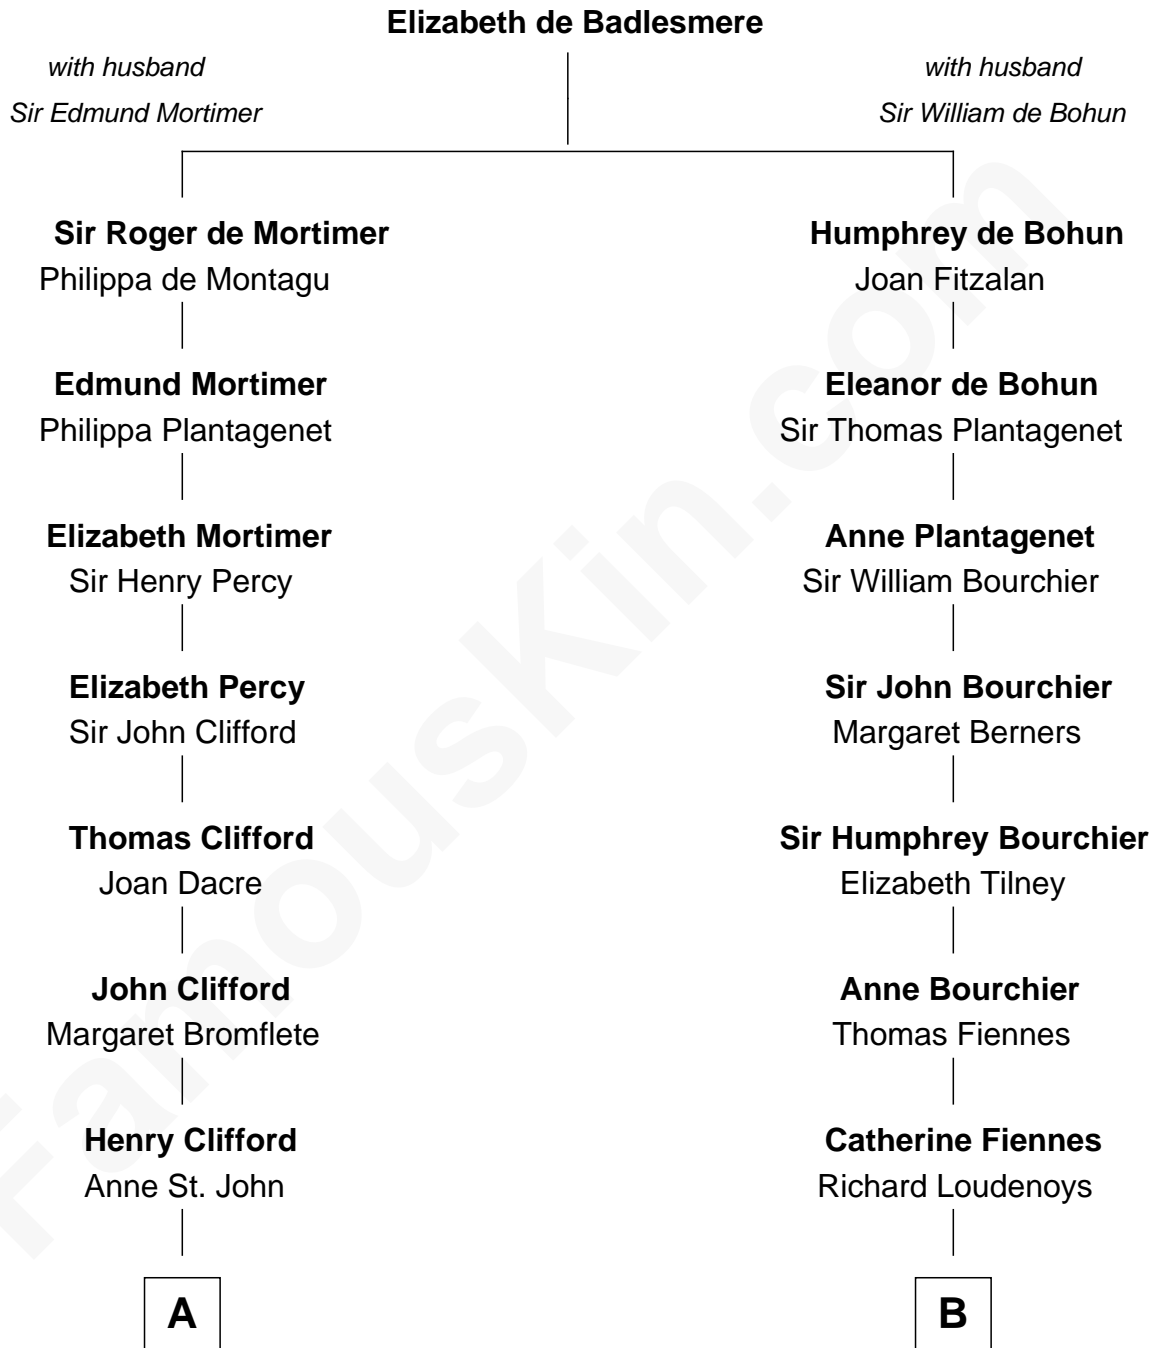 Elizabeth de Badlesmere
with husband
Sir Edmund Mortimer
with husband
Sir William de Bohun
Sir Roger de Mortimer
Philippa de Montagu
Humphrey de Bohun
Joan Fitzalan
Edmund Mortimer
Philippa Plantagenet
Eleanor de Bohun
Sir Thomas Plantagenet
Elizabeth Mortimer
Sir Henry Percy
Anne Plantagenet
Sir William Bourchier
Elizabeth Percy
Sir John Clifford
Sir John Bourchier
Margaret Berners
Thomas Clifford
Joan Dacre
Sir Humphrey Bourchier
Elizabeth Tilney
John Clifford
Margaret Bromflete
Anne Bourchier
Thomas Fiennes
Henry Clifford
Anne St. John
Catherine Fiennes
Richard Loudenoys
A
B
FamousKin.com